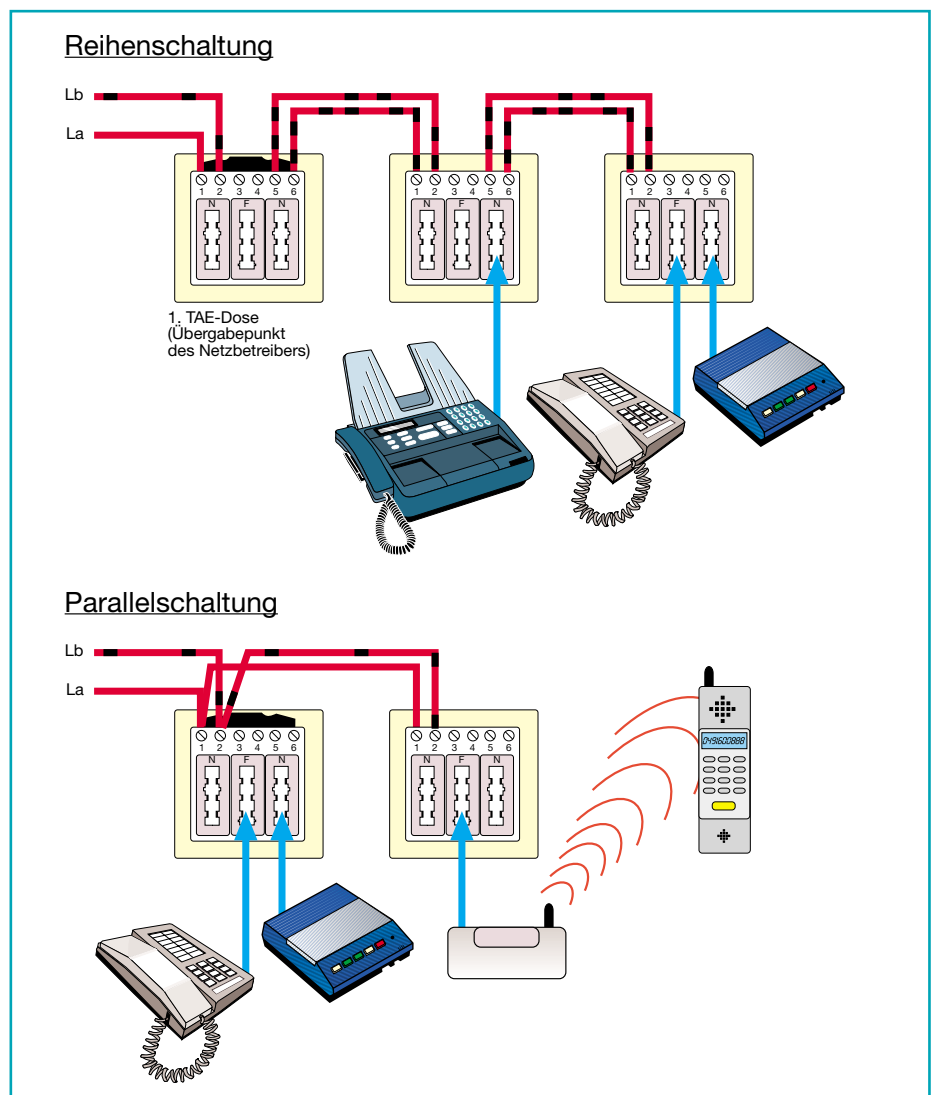 Reihenschaltung
Lb
La
1 2 3 4 5 6
N F N
1 2 3 4 5 6
N F N
1 2 3 4 5 6
N F N
1. TAE-Dose
(Übergabepunkt
des Netzbetreibers)
Parallelschaltung
Lb
La
1 2 3 4 5 6
N F N
1 2 3 4 5 6
N F N